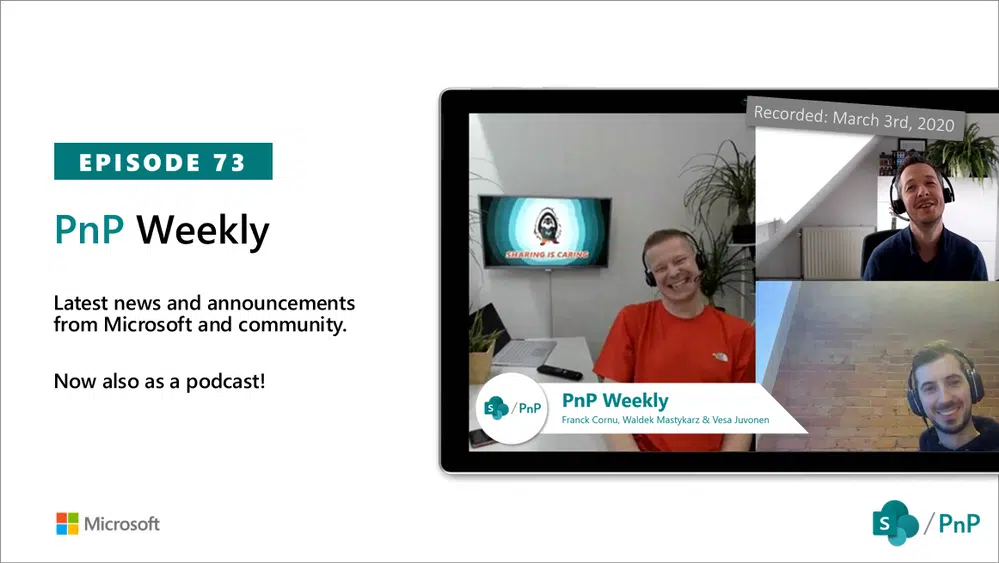 EPISODE 73
PnP Weekly
Latest news and announcements
from Microsoft and community.
Now also as a podcast!
Recorded: March 3rd, 2020
SHARING IS CARING
PnP Weekly
Franck Cornu, Waldek Mastykarz & Vesa Juvonen
S / PnP
Microsoft
S / PnP